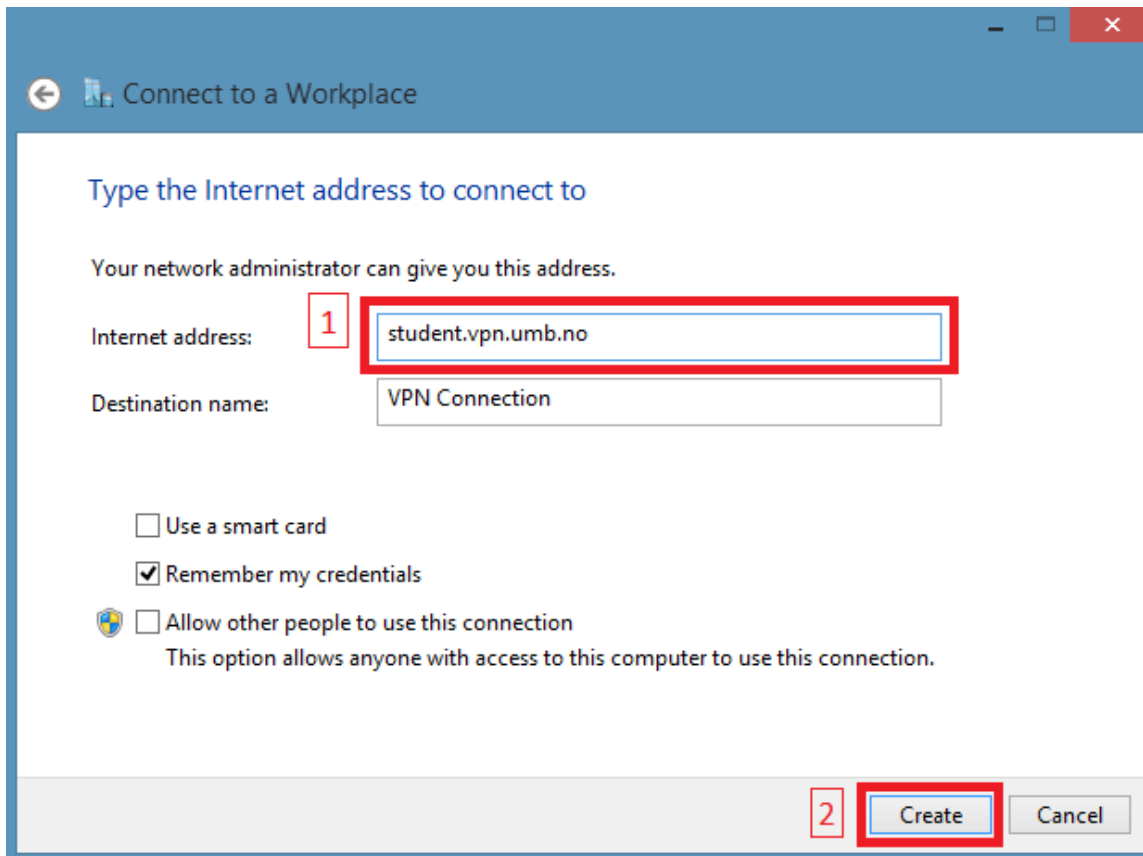 Connect to a Workplace
Type the Internet address to connect to
Your network administrator can give you this address.
Internet address: 1 student.vpn.umb.no
Destination name: VPN Connection
Use a smart card
Remember my credentials
Allow other people to use this connection
This option allows anyone with access to this computer to use this connection.
2 Create Cancel